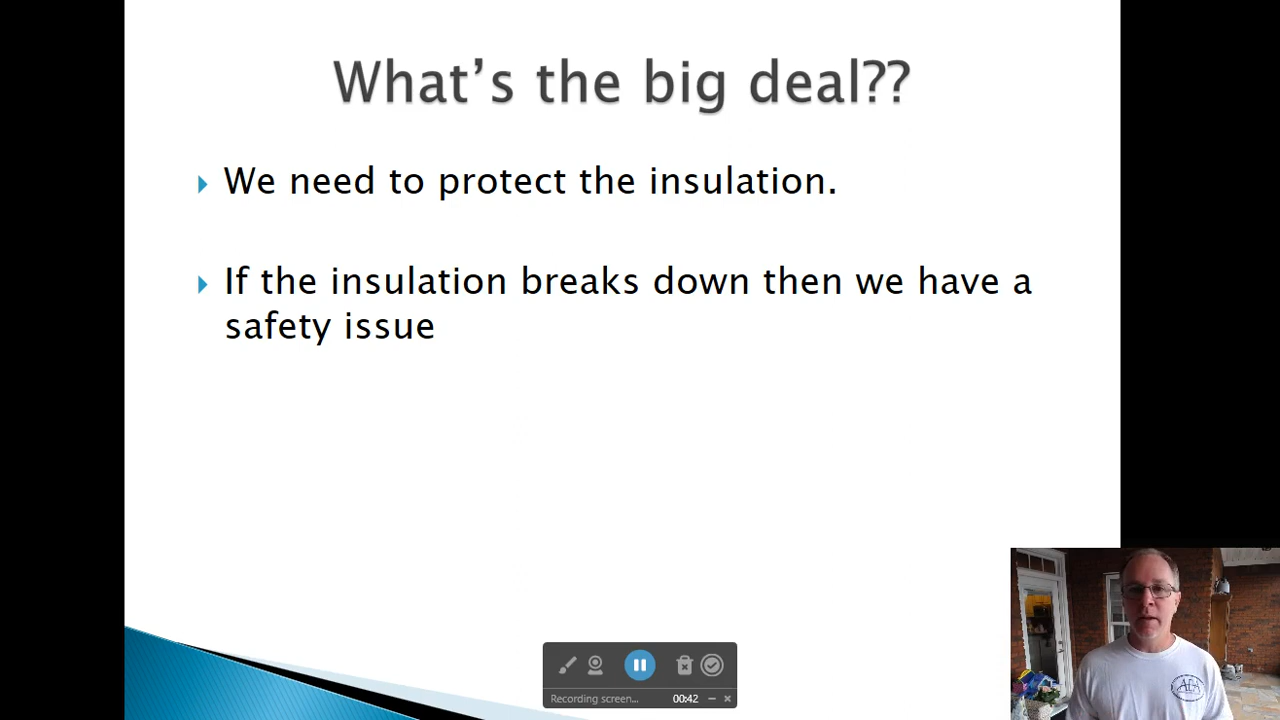 What's the big deal??
We need to protect the insulation.
If the insulation breaks down then we have a
safety issue
Recording screen... 00:42